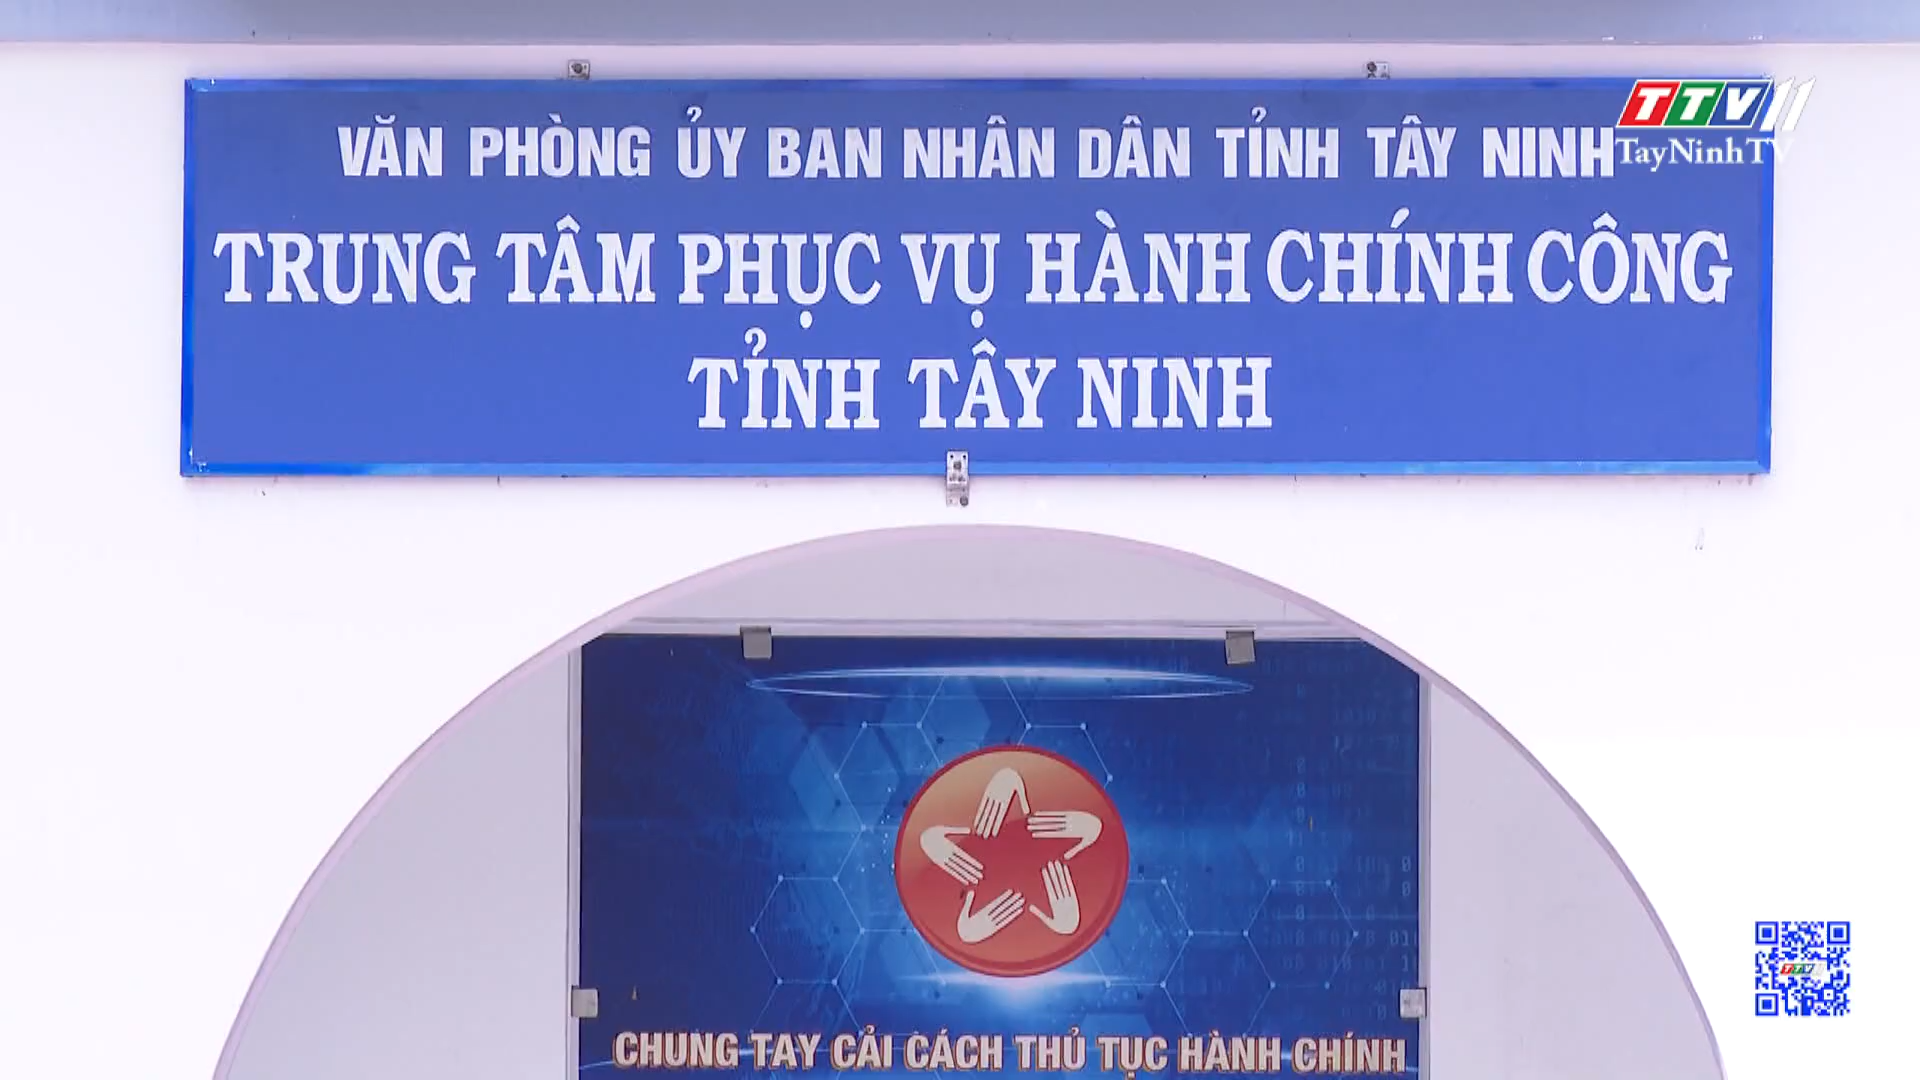 VĂN PHÒNG ỦY BAN NHÂN DÂN TỈNH TÂY NINH
TTV11
TayNinhTV
TRUNG TÂM PHỤC VỤ HÀNH CHÍNH CÔNG
TỈNH TÂY NINH
CHUNG TAY CẢI CÁCH THỦ TỤC HÀNH CHÍNH
TTV